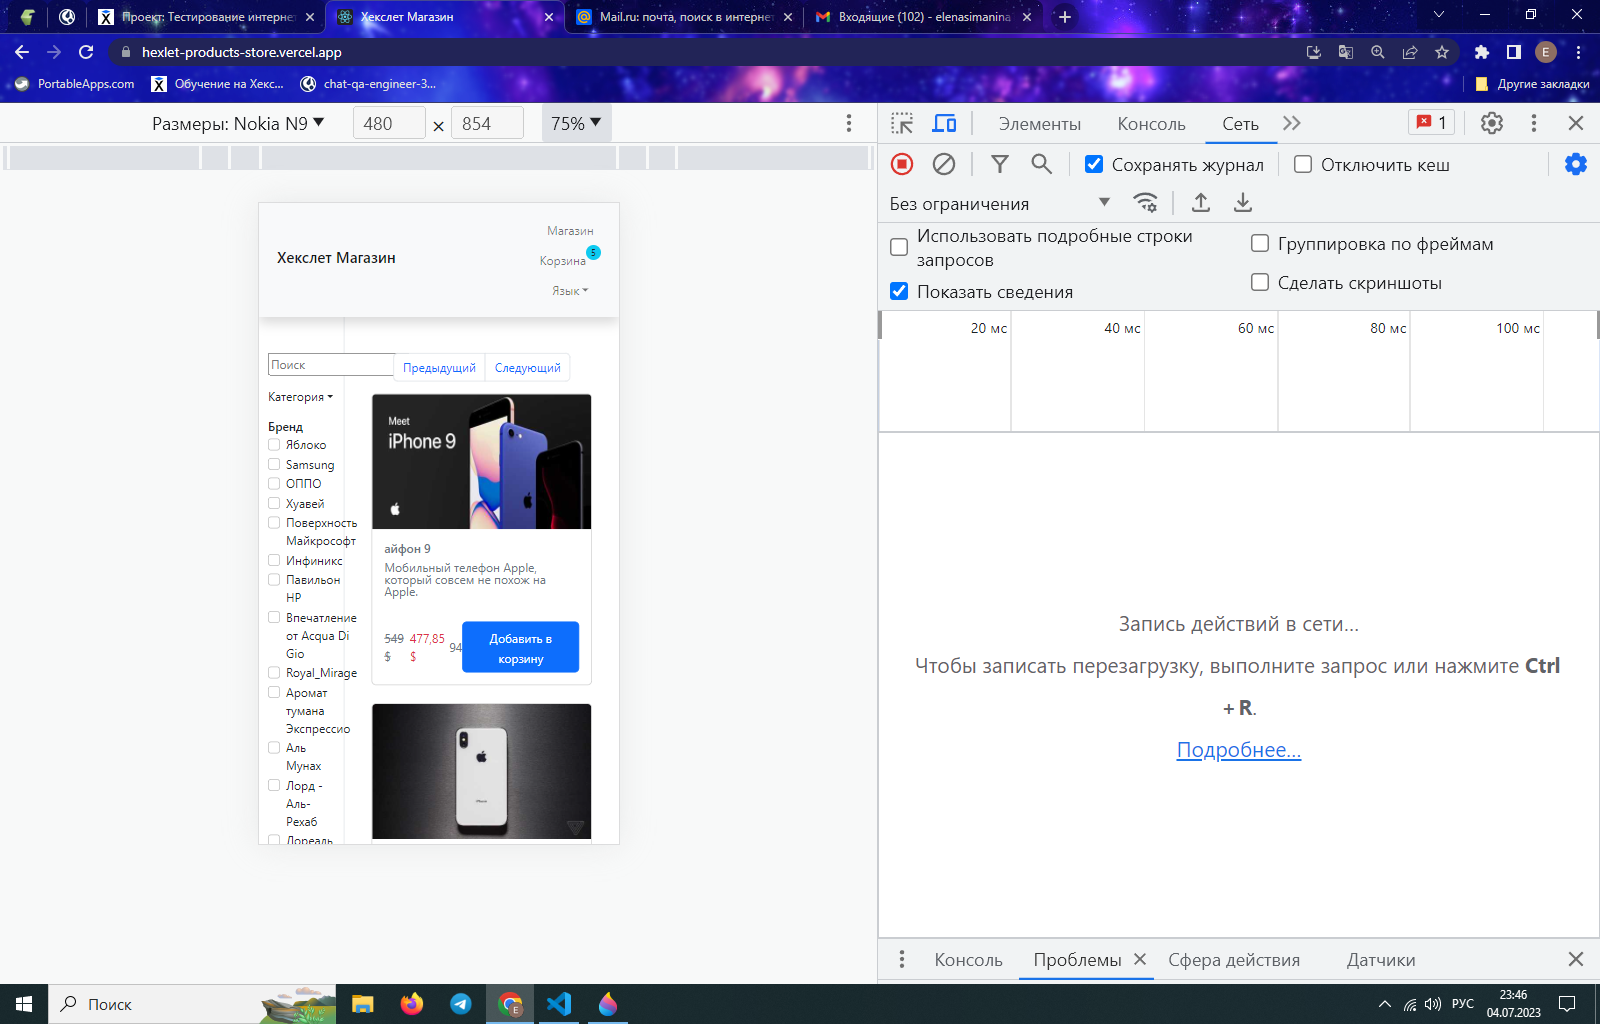 Проект: Тестирование интернет
Хекслет Магазин
Mail.ru: почта, поиск в интернет
Входящие (102) - elenasimanina
hexlet-products-store.vercel.app
E
PortableApps.com
Обучение на Хекс...
chat-qa-engineer-3...
Другие закладки
Размеры: Nokia N9
480
×
854
75%
Элементы
Консоль
Сеть
1
Сохранять журнал
Отключить кеш
Без ограничения
Использовать подробные строки
запросов
Группировка по фреймам
Показать сведения
Сделать скриншоты
20 мс
40 мс
60 мс
80 мс
100 мс
Хекслет Магазин
Магазин
Корзина
5
Язык
Поиск
Предыдущий
Следующий
Категория
Бренд
Яблоко
Samsung
ОППО
Хуавей
Поверхность
Майкрософт
Инфиникс
Павильон
HP
Впечатление
от Acqua Di
Gio
Royal_Mirage
Аромат
тумана
Экспрессио
Аль
Мунах
Лорд -
Аль-
Рехаб
Лореаль
Meet
iPhone 9
айфон 9
Мобильный телефон Apple,
который совсем не похож на
Apple.
549
$
477,85
$
94
Добавить в
корзину
iPhone
Запись действий в сети...
Чтобы записать перезагрузку, выполните запрос или нажмите Ctrl
+ R.
Подробнее...
Консоль
Проблемы
Сфера действия
Датчики
Поиск
E
РУС
23:46
04.07.2023